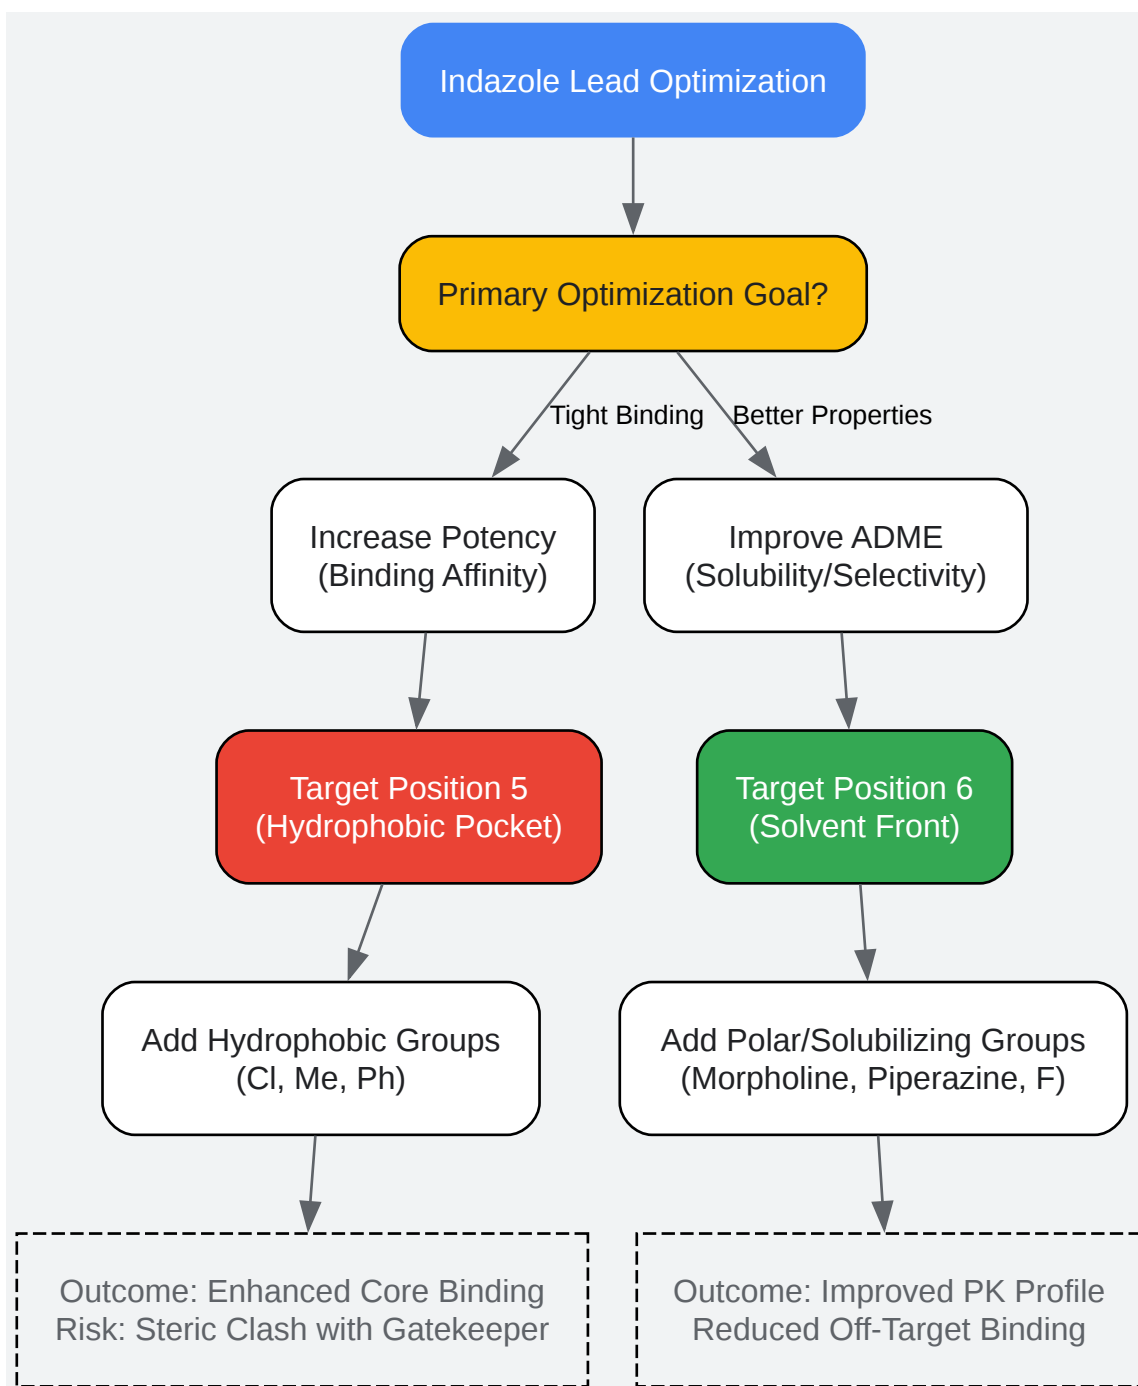 Indazole Lead Optimization
Primary Optimization Goal?
Tight Binding
Better Properties
Increase Potency
(Binding Affinity)
Improve ADME
(Solubility/Selectivity)
Target Position 5
(Hydrophobic Pocket)
Target Position 6
(Solvent Front)
Add Hydrophobic Groups
(Cl, Me, Ph)
Add Polar/Solubilizing Groups
(Morpholine, Piperazine, F)
Outcome: Enhanced Core Binding
Risk: Steric Clash with Gatekeeper
Outcome: Improved PK Profile
Reduced Off-Target Binding